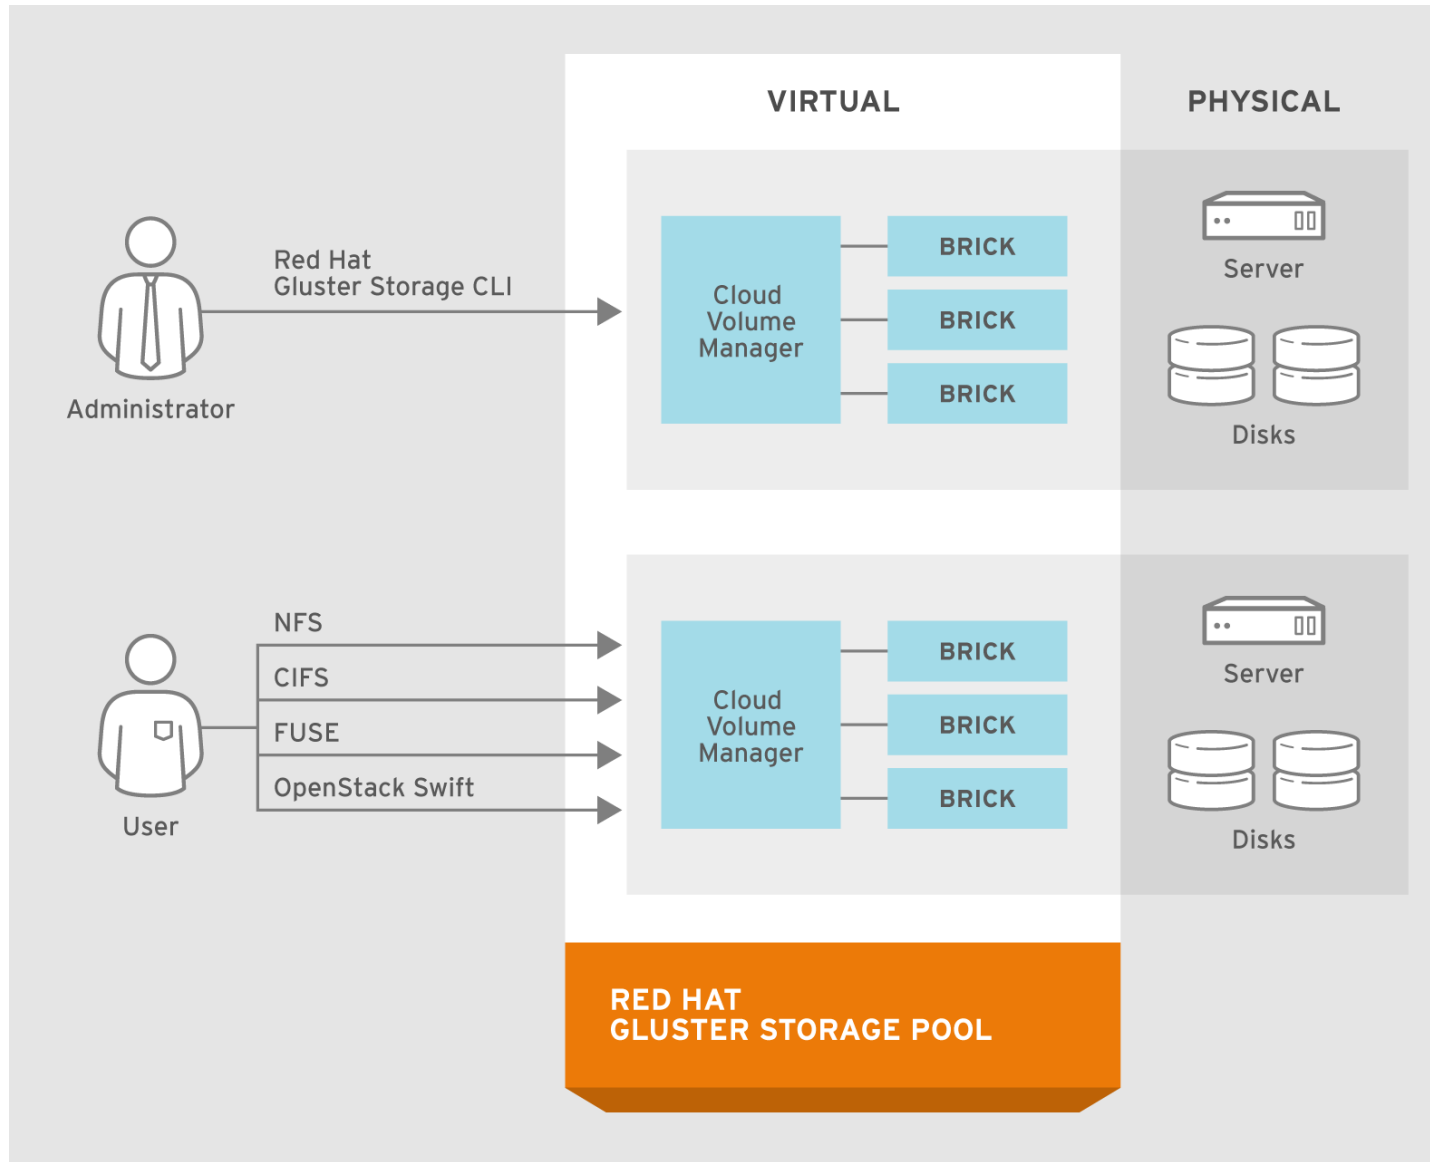 VIRTUAL
PHYSICAL
Red Hat
Gluster Storage CLI
Administrator
Cloud
Volume
Manager
BRICK
BRICK
BRICK
Server
Disks
NFS
CIFS
FUSE
OpenStack Swift
User
Cloud
Volume
Manager
BRICK
BRICK
BRICK
Server
Disks
RED HAT
GLUSTER STORAGE POOL